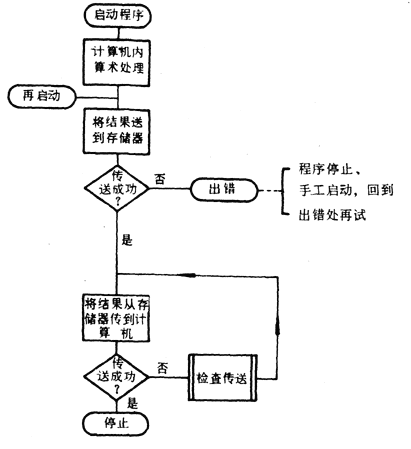 启动程序
计算机内
算术处理
再启动
将结果送
到存储器
传
送成功
?
否
出错
程序停止、
手工启动,回到
出错处再试
是
将结果从存
储器传到计
算机
传
送成功
?
否
检查传送
是
停止